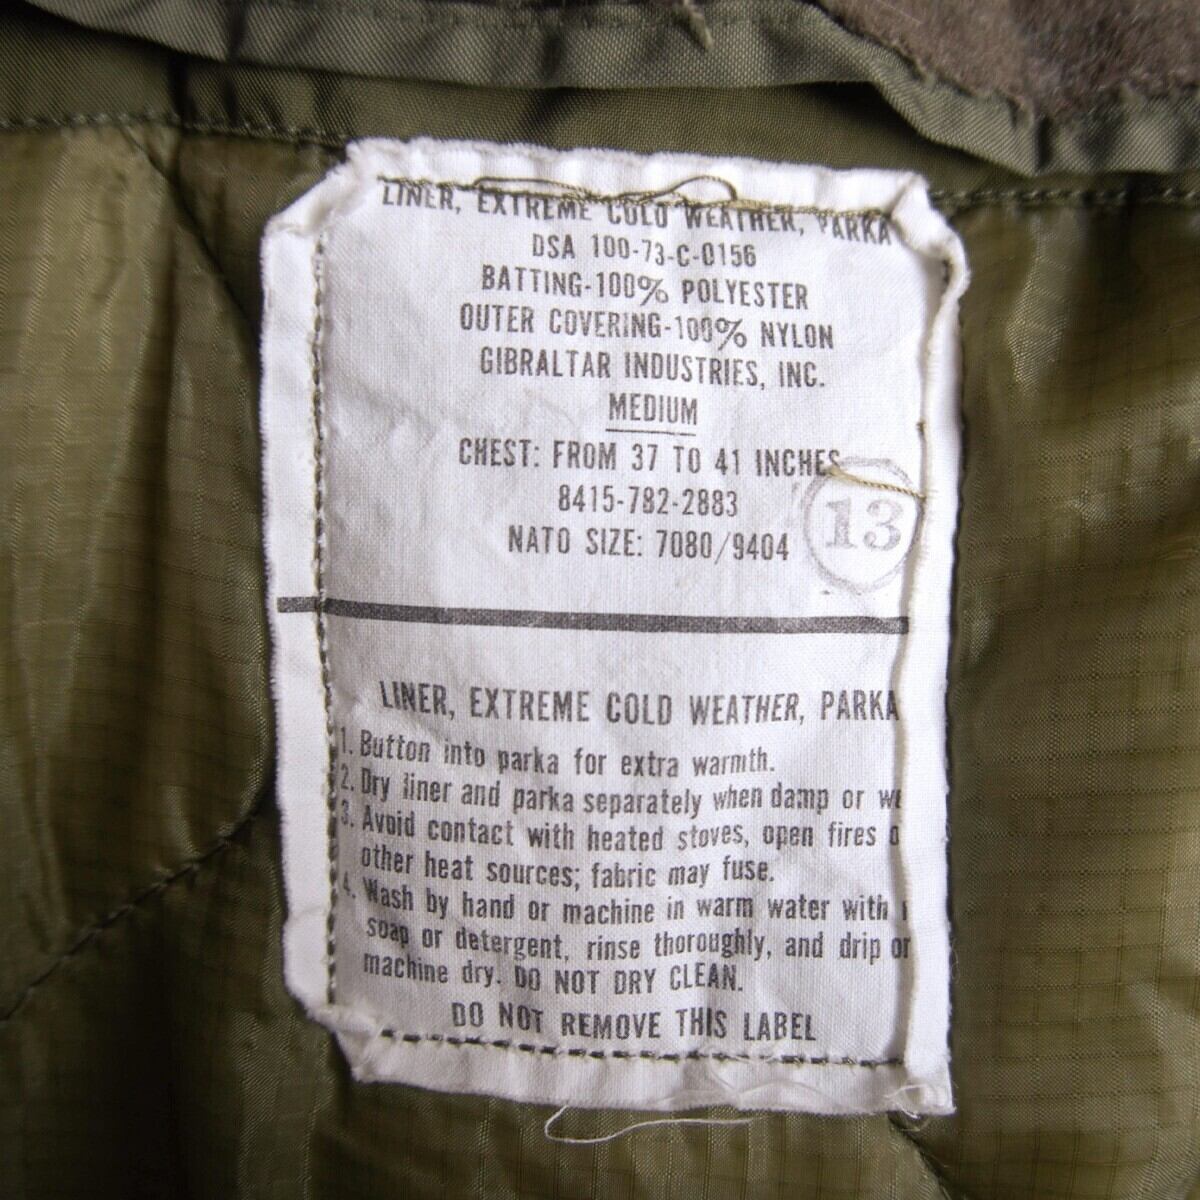 LINER, EXTREME COLD WEATHER, PARKA
DSA 100-73-C-0156
BATTING-100% POLYESTER
OUTER COVERING-100% NYLON
GIBRALTAR INDUSTRIES, INC.
MEDIUM
CHEST: FROM 37 TO 41 INCHES
8415-782-2883
13
NATO SIZE: 7080/9404
LINER, EXTREME COLD WEATHER, PARKA
1. Button into parka for extra warmth.
2. Dry liner and parka separately when damp or
3. Avoid contact with heated stoves, open fires
other heat sources; fabric may fuse.
4. Wash by hand or machine in warm water with
soap or detergent, rinse thoroughly, and drip or
machine dry. DO NOT DRY CLEAN.
DO NOT REMOVE THIS LABEL